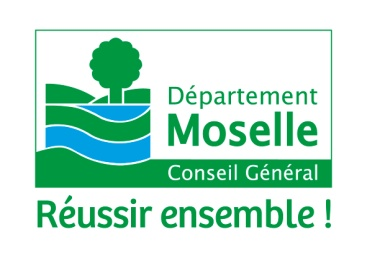 Département
Moselle
Conseil Général
Réussir ensemble !